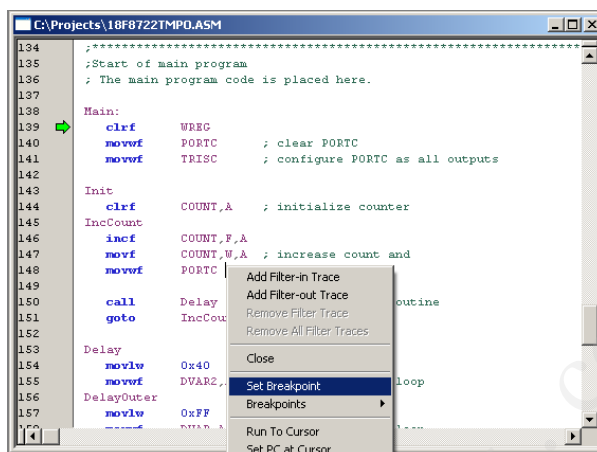 C:\Projects\18F8722TMPO.ASM
134 ;******************************************************************
135 ;Start of main program
136 ; The main program code is placed here.
137
138 Main:
139 clrf WREG
140 movwf PORTC ; clear PORTC
141 movwf TRISC ; configure PORTC as all outputs
142
143 Init
144 clrf COUNT,A ; initialize counter
145 IncCount
146 incf COUNT,F,A
147 movf COUNT,W,A ; increase count and
148 movwf PORTC
149
150 call Delay outine
151 goto IncCou
152
153 Delay
154 movlw 0x40
155 movwf DVAR2, loop
156 DelayOuter
157 movlw 0xFF
Add Filter-in Trace
Add Filter-out Trace
Remove Filter Trace
Remove All Filter Traces
Close
Set Breakpoint
Breakpoints
Run To Cursor
Set PC at Cursor